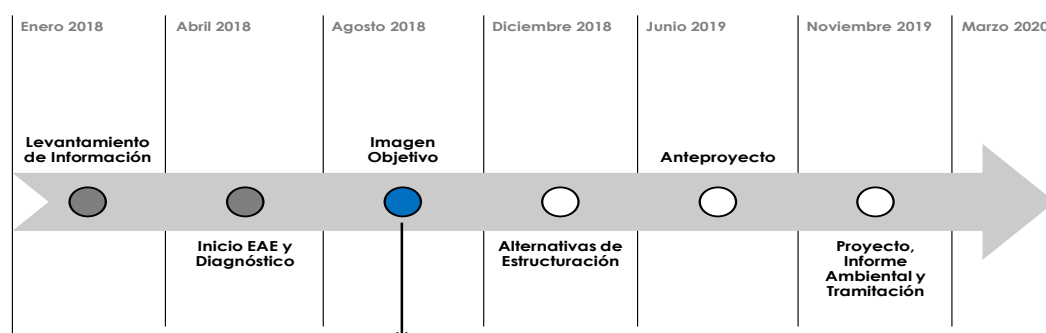 Enero 2018
Abril 2018
Agosto 2018
Diciembre 2018
Junio 2019
Noviembre 2019
Marzo 2020
Levantamiento
de Información
Imagen
Objetivo
Anteproyecto
Inicio EAE y
Diagnóstico
Alternativas de
Estructuración
Proyecto,
Informe
Ambiental y
Tramitación